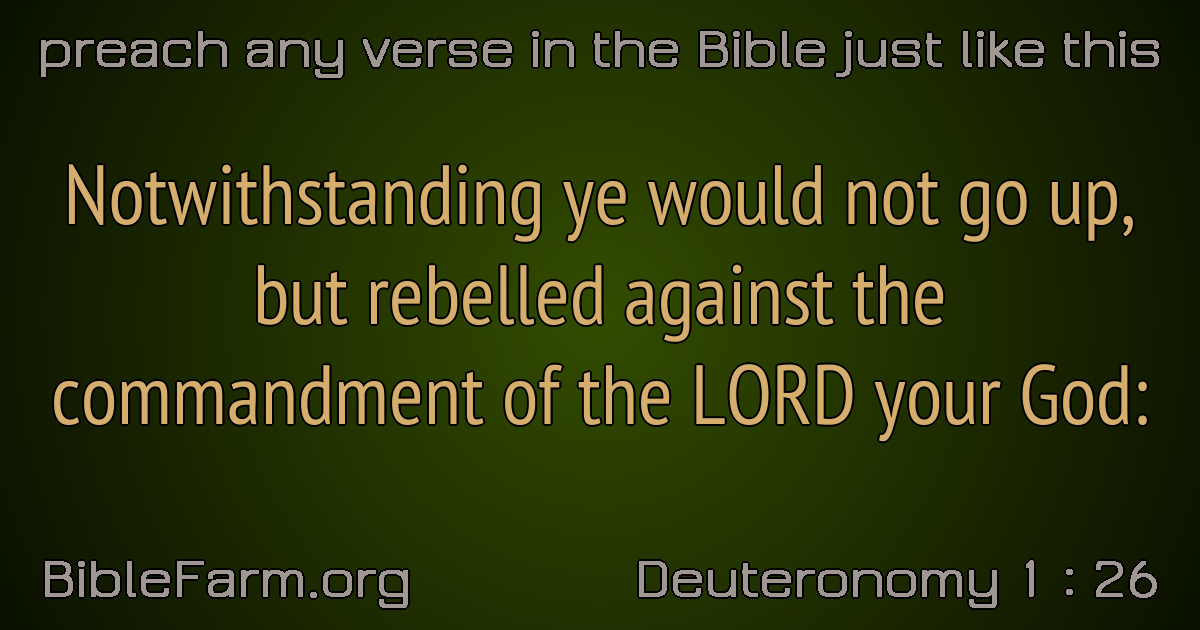 preach any verse in the Bible just like this
Notwithstanding ye would not go up,
but rebelled against the
commandment of the LORD your God:
BibleFarm.org
Deuteronomy 1 : 26